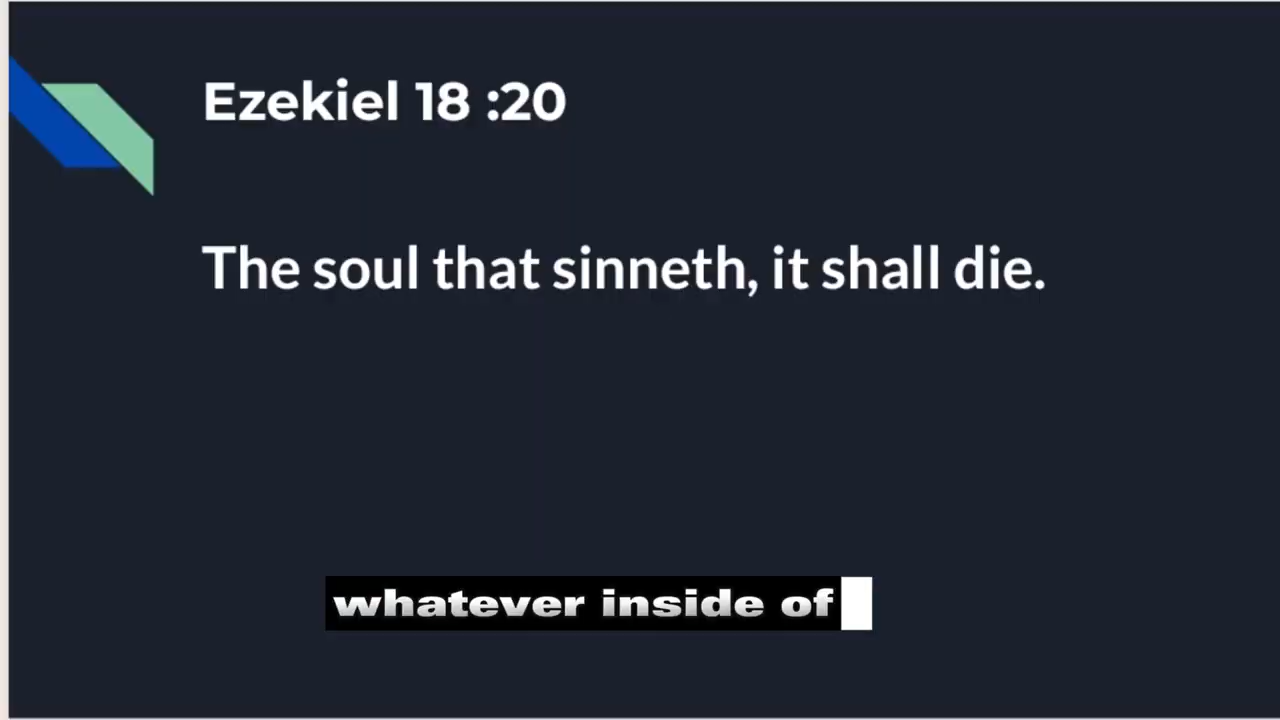 Ezekiel 18 :20
The soul that sinneth, it shall die.
whatever inside of